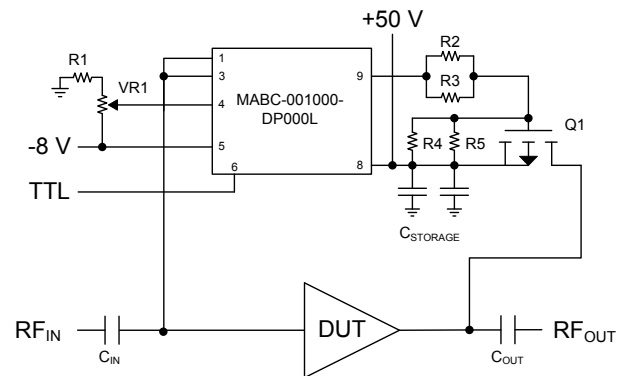 +50 V
R1
VR1
-8 V
TTL
1
3
4
5
6
MABC-001000-
DP000L
9
8
R2
R3
R4
R5
Q1
CSTORAGE
RFIN
CIN
DUT
COUT
RFOUT